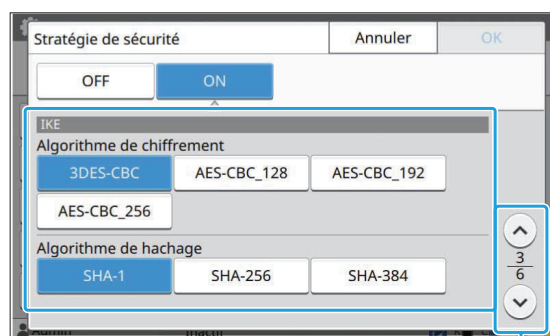 Stratégie de sécurité Annuler OK
OFF ON
IKE
Algorithme de chiffrement
3DES-CBC AES-CBC_128 AES-CBC_192
AES-CBC_256
3
6
Algorithme de hachage
SHA-1 SHA-256 SHA-384
Admin Inactif